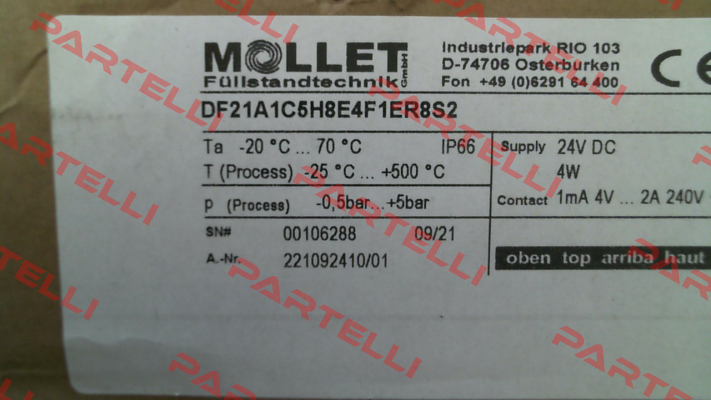 MOLLET
Füllstandtechnik GmbH
Industriepark RIO 103
D-74706 Osterburken
Fon +49 (0)6291 64 400
CE
DF21A1C5H8E4F1ER8S2
Ta -20 °C ... 70 °C IP66
T (Process) -25 °C ... +500 °C
p (Process) -0,5bar...+5bar
SN# 00106288 09/21
A.-Nr. 221092410/01
Supply 24V DC
4W
Contact 1mA 4V ... 2A 240V
oben top arriba haut
PARTELLI
PARTELLI
PARTELLI
PARTELLI
PARTELLI
PARTELLI